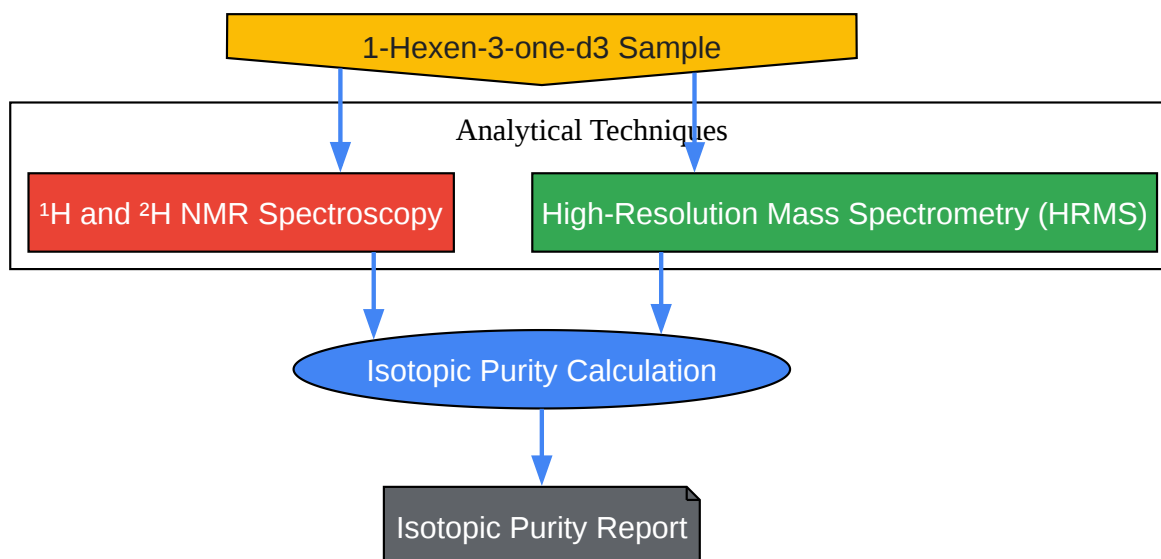 1-Hexen-3-one-d3 Sample
Analytical Techniques
¹H and ²H NMR Spectroscopy
High-Resolution Mass Spectrometry (HRMS)
Isotopic Purity Calculation
Isotopic Purity Report